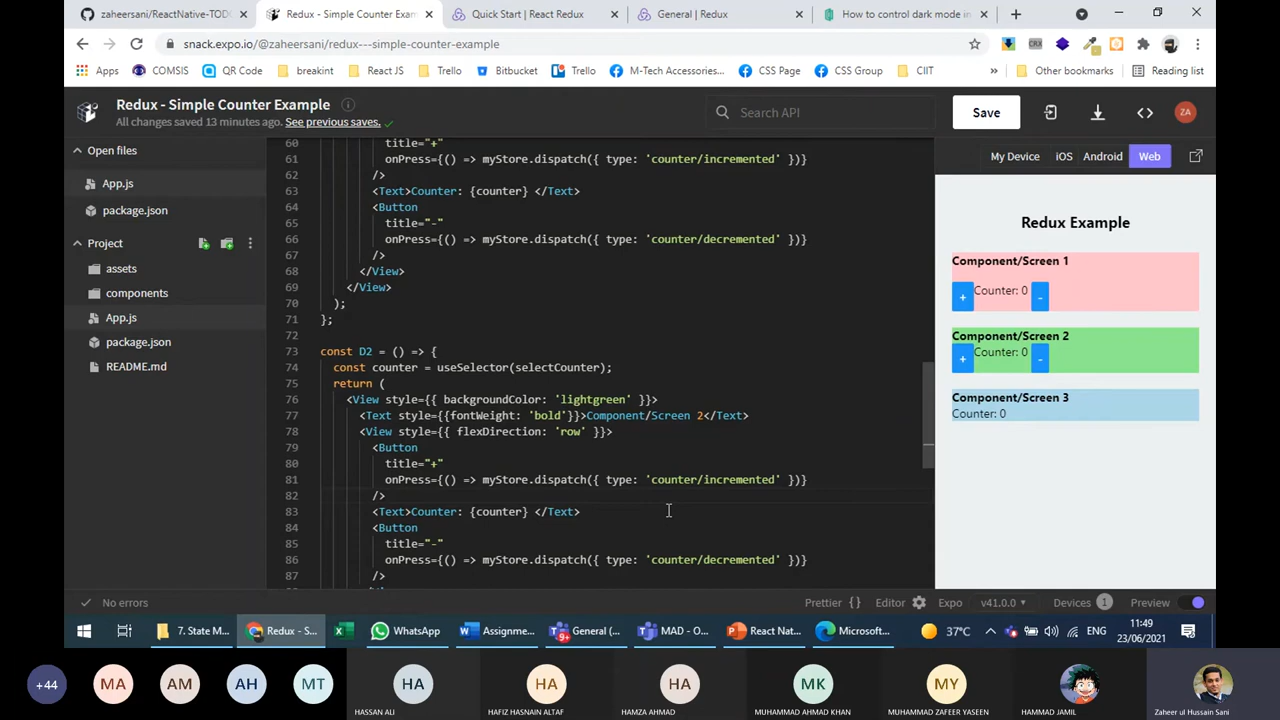 zaheersani/ReactNative-TODO
Redux - Simple Counter Exam
Quick Start | React Redux
General | Redux
How to control dark mode in
snack.expo.io/@zaheersani/redux---simple-counter-example
CRX
Apps
COMSIS
QR Code
breakint
React JS
Trello
Bitbucket
Trello
M-Tech Accessories...
CSS Page
CSS Group
CIIT
»
Other bookmarks
Reading list
Redux - Simple Counter Example
All changes saved 13 minutes ago. See previous saves.
Search API
Save
ZA
Open files
App.js
package.json
Project
assets
components
App.js
package.json
README.md
60 title="+"
61 onPress={() => myStore.dispatch({ type: 'counter/incremented' })}
62 />
63 <Text>Counter: {counter} </Text>
64 <Button
65 title="-"
66 onPress={() => myStore.dispatch({ type: 'counter/decremented' })}
67 />
68 </View>
69 </View>
70 );
71 };
72
73 const D2 = () => {
74 const counter = useSelector(selectCounter);
75 return (
76 <View style={{ backgroundColor: 'lightgreen' }}>
77 <Text style={{fontWeight: 'bold'}}>Component/Screen 2</Text>
78 <View style={{ flexDirection: 'row' }}>
79 <Button
80 title="+"
81 onPress={() => myStore.dispatch({ type: 'counter/incremented' })}
82 />
83 <Text>Counter: {counter} </Text>
84 <Button
85 title="-"
86 onPress={() => myStore.dispatch({ type: 'counter/decremented' })}
87 />
My Device
iOS
Android
Web
Redux Example
Component/Screen 1
+ Counter: 0 -
Component/Screen 2
+ Counter: 0 -
Component/Screen 3
Counter: 0
No errors
Prettier {}
Editor
Expo
v41.0.0
Devices 1
Preview
7. State M...
Redux - S...
WhatsApp
Assignme...
9+
General (...
MAD - O...
React Nat...
Microsoft...
37°C
ENG
11:49
23/06/2021
+44
MA
AM
AH
MT
HA
HASSAN ALI
HA
HAFIZ HASNAIN ALTAF
HA
HAMZA AHMAD
MK
MUHAMMAD AHMAD KHAN
MY
MUHAMMAD ZAFEER YASEEN
HAMMAD JAMIL
Zaheer ul Hussain Sani